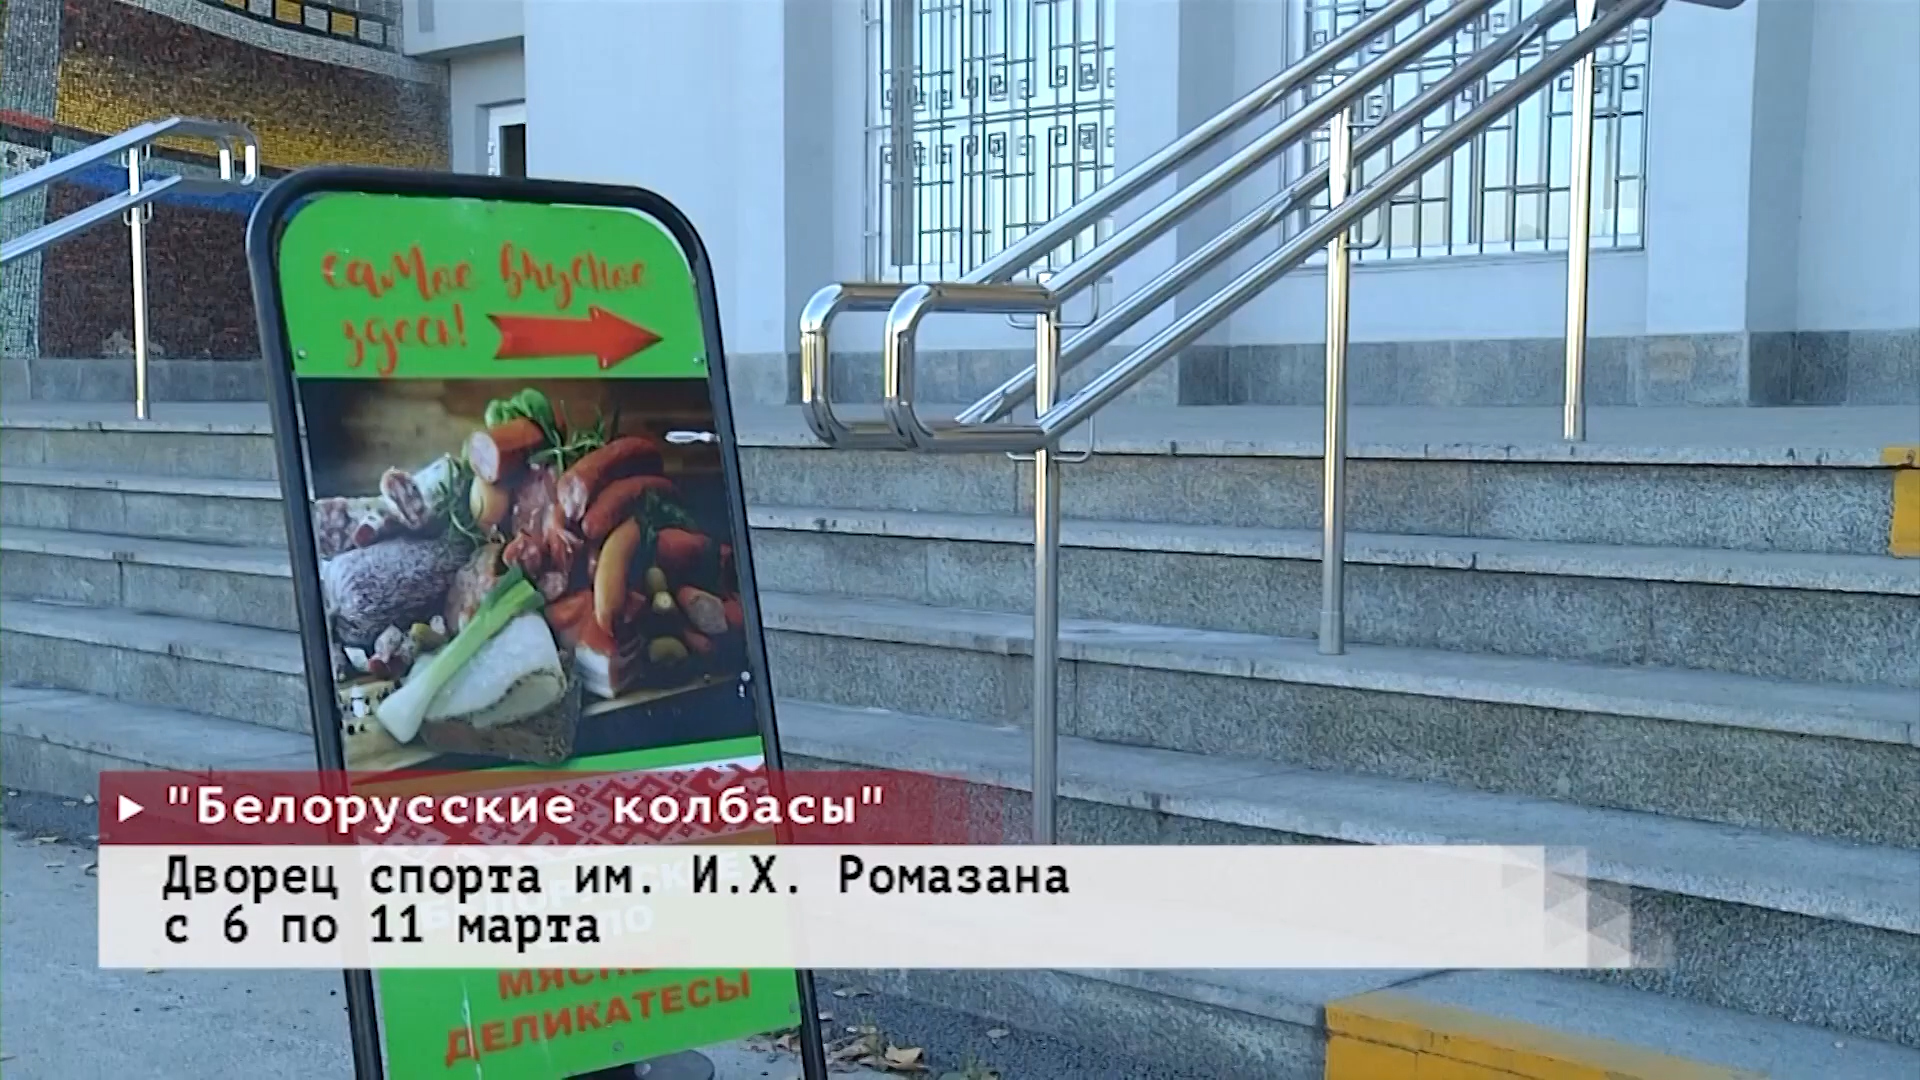 самое вкусное
здесь!
"Белорусские колбасы"
Дворец спорта им. И.Х. Ромазана
с 6 по 11 марта
ДЕЛИКАТЕСЫ